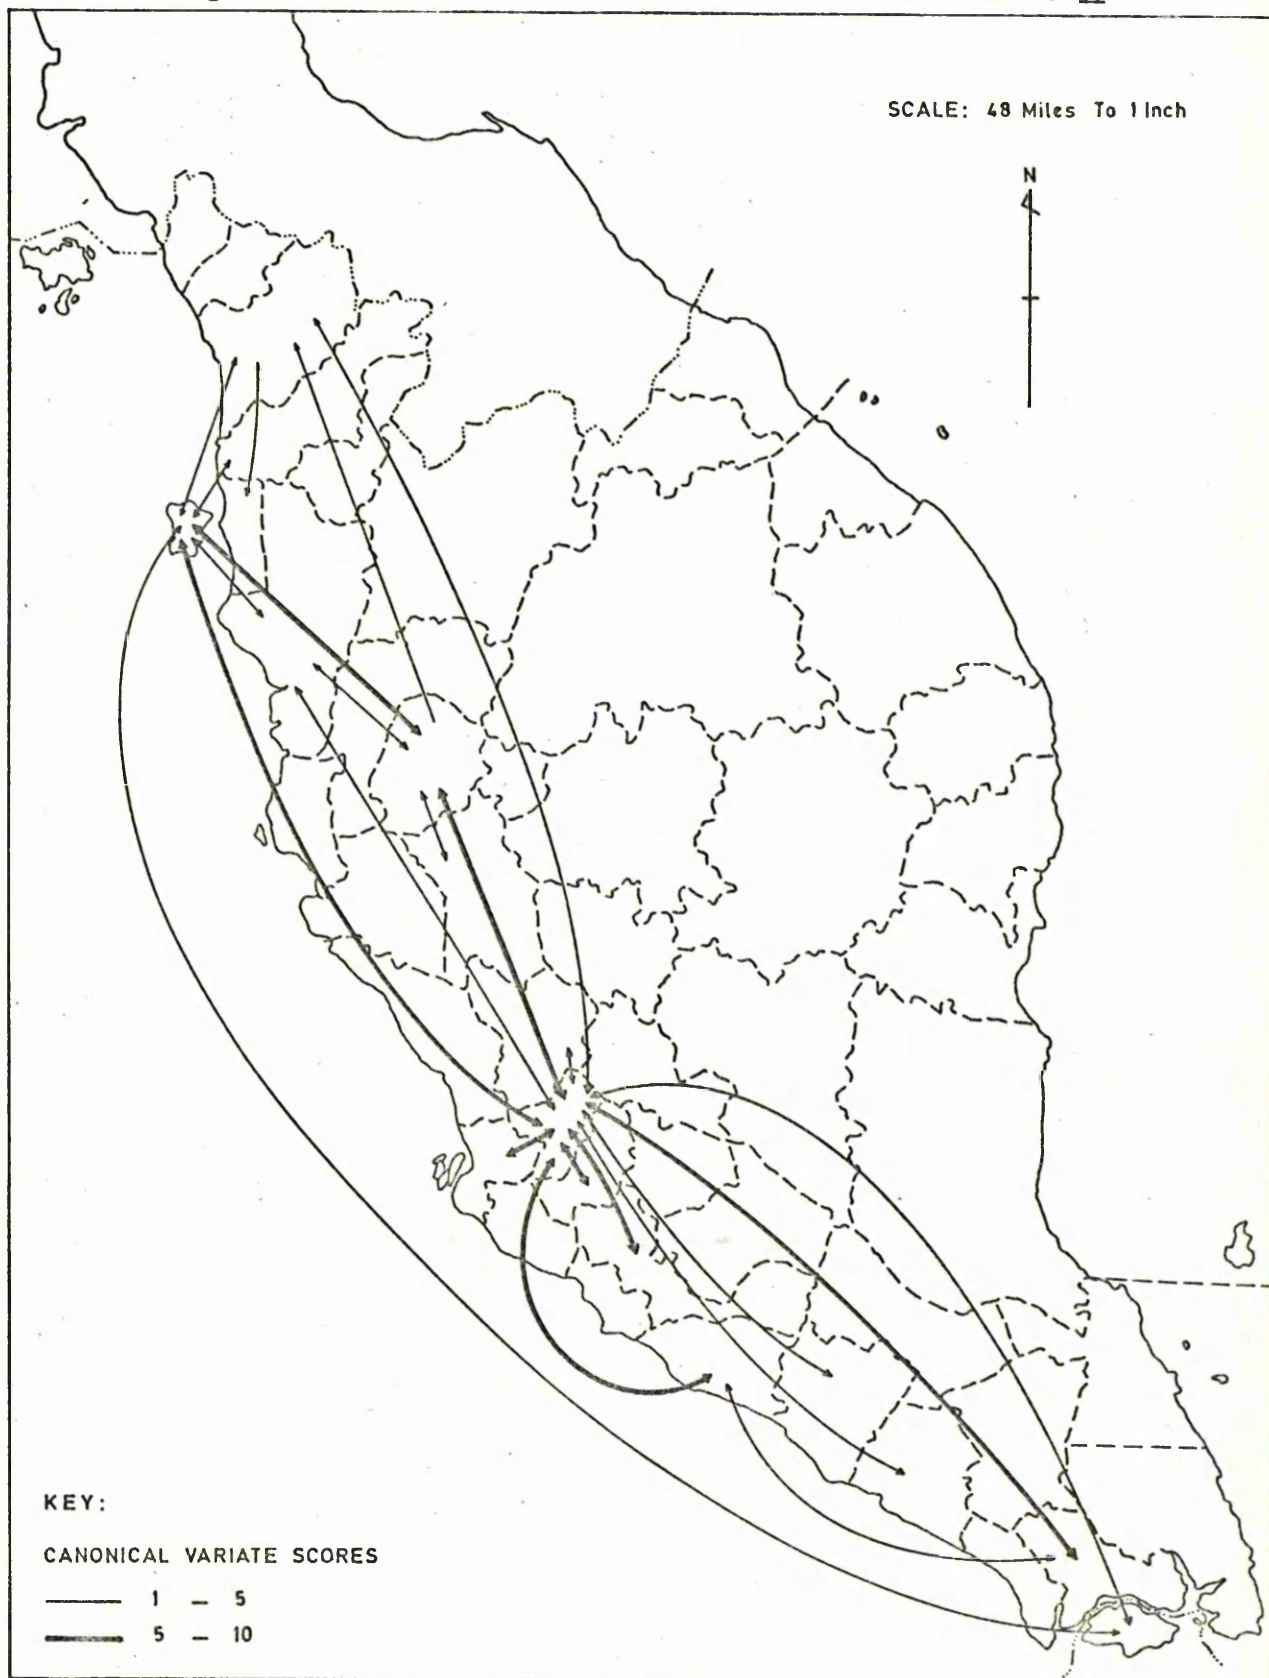 SCALE: 48 Miles To 1 Inch
N
KEY:
CANONICAL VARIATE SCORES
1 – 5
5 – 10